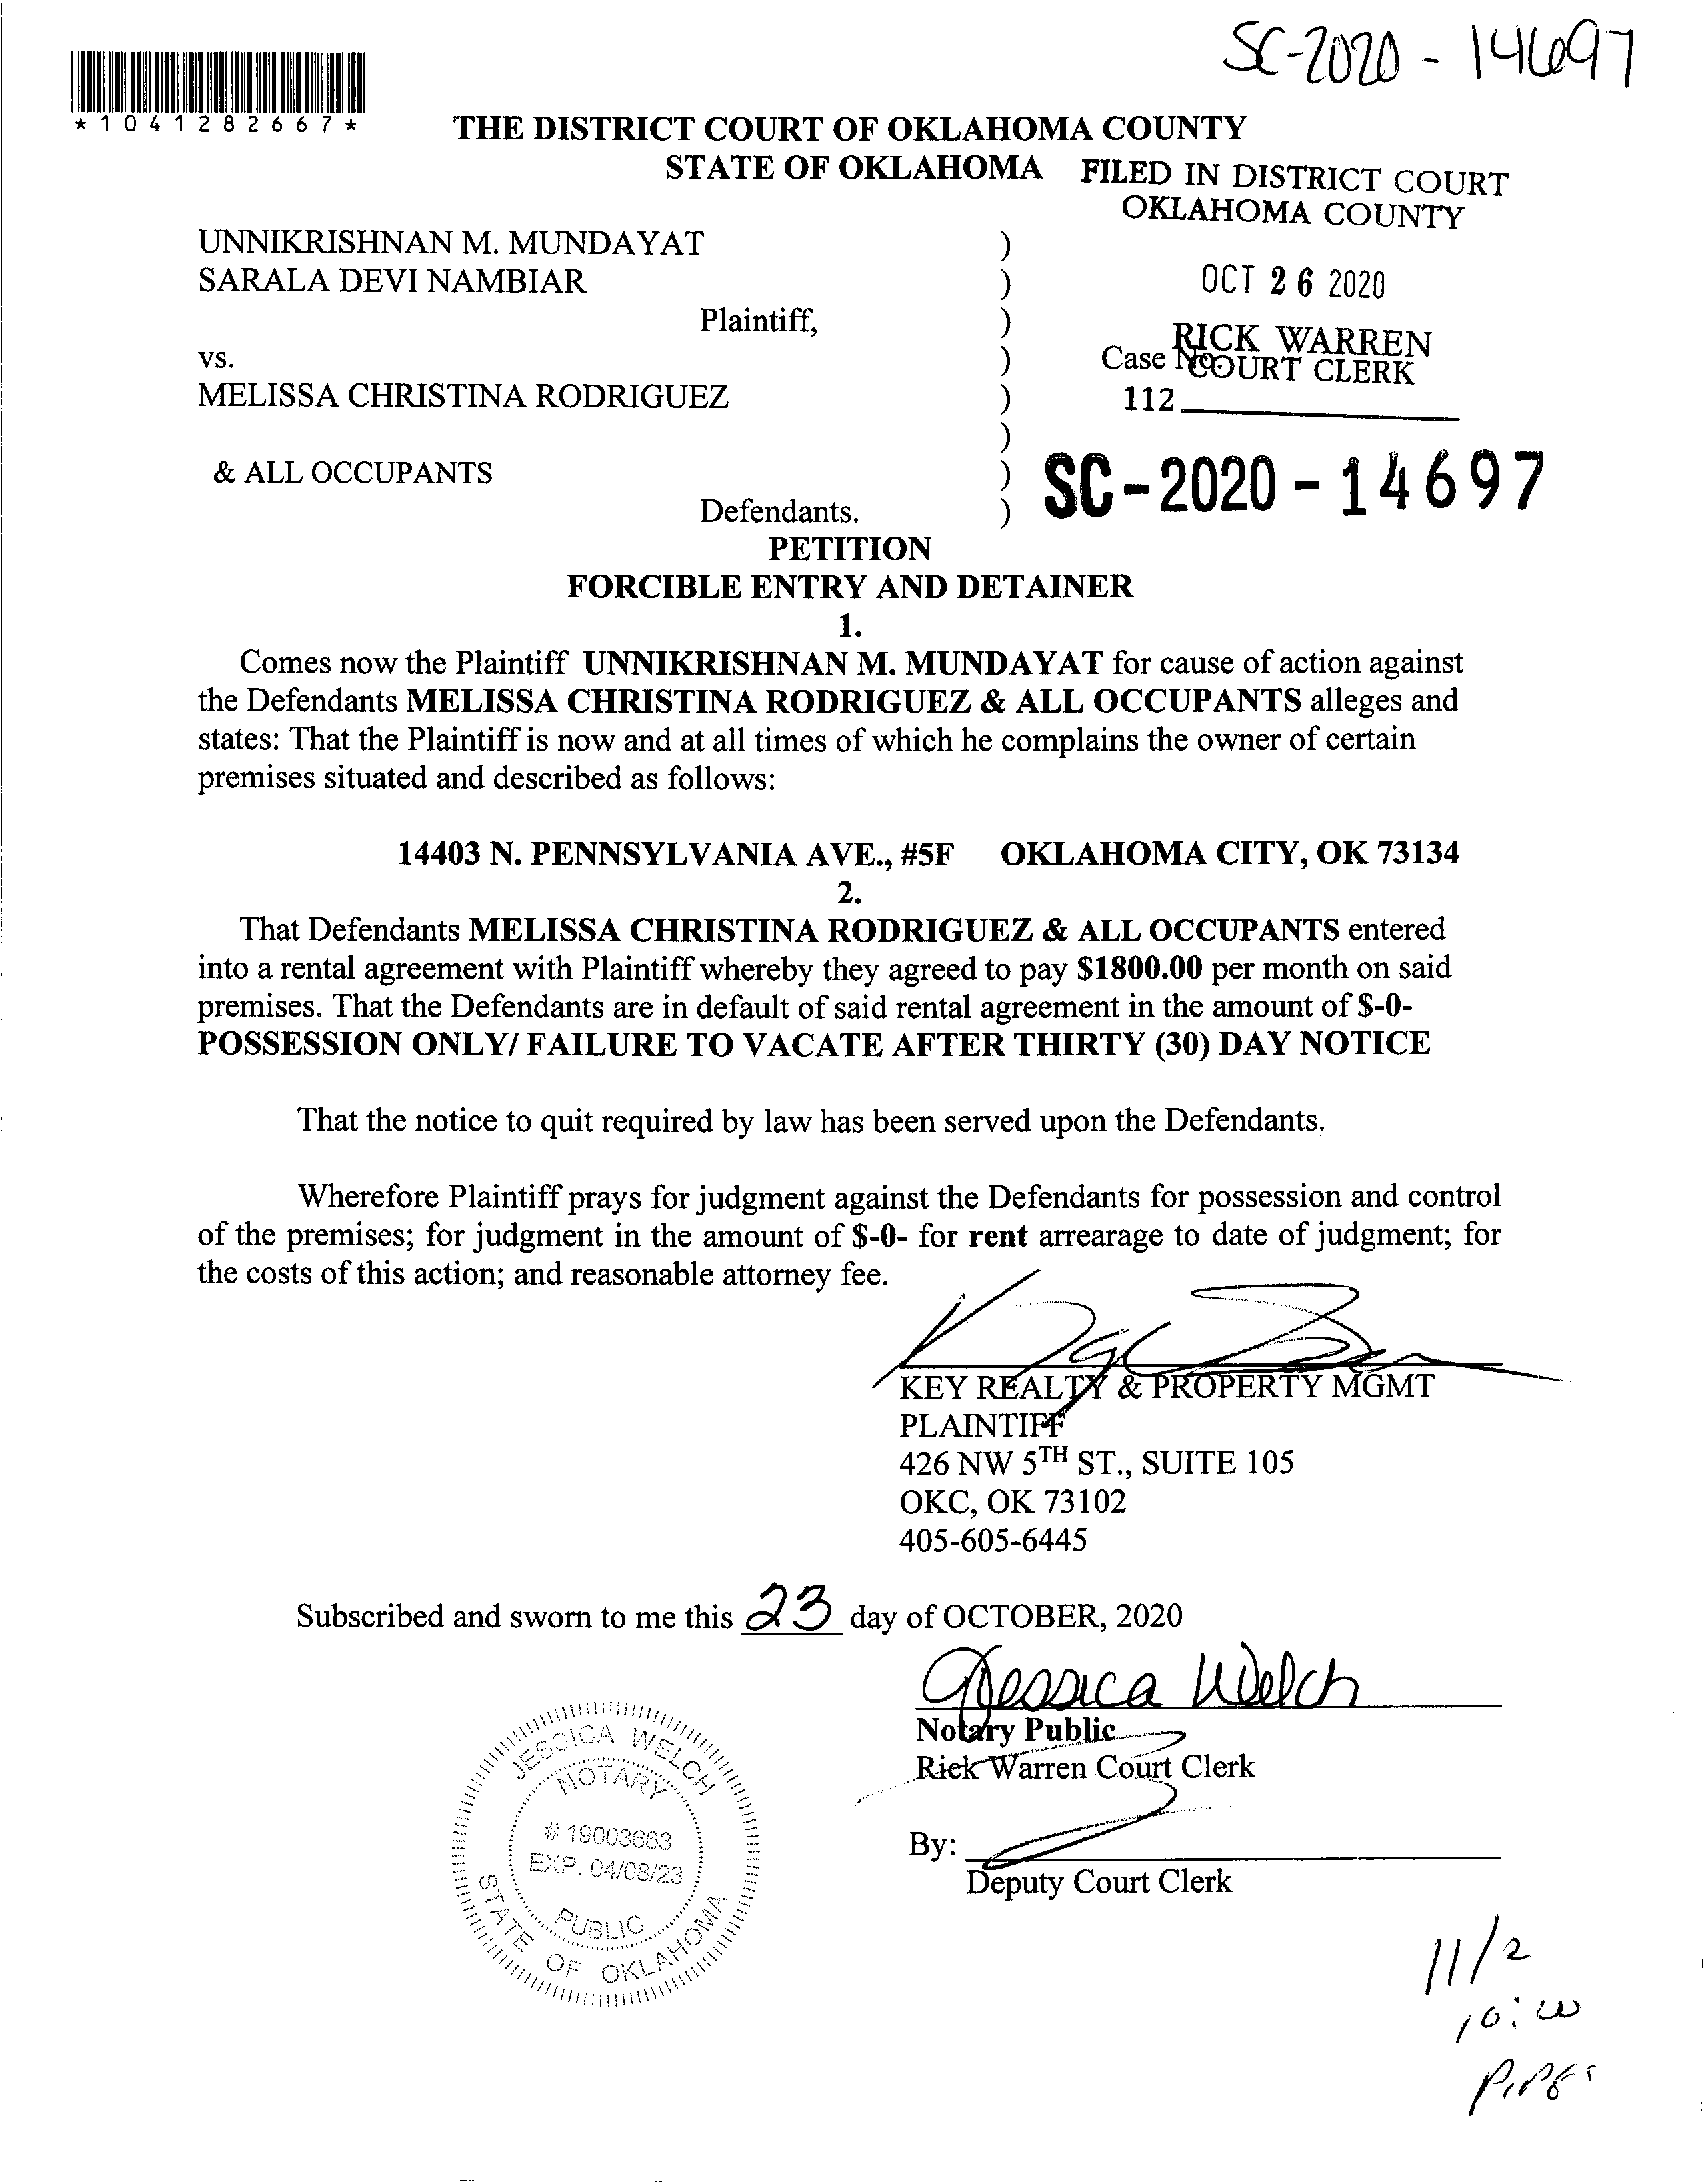 SC-2020-14697
*1041282667*
THE DISTRICT COURT OF OKLAHOMA COUNTY
STATE OF OKLAHOMA
FILED IN DISTRICT COURT
OKLAHOMA COUNTY
UNNIKRISHNAN M. MUNDAYAT )
SARALA DEVI NAMBIAR ) OCT 26 2020
Plaintiff, )
RICK WARREN
vs. ) Case No.
COURT CLERK
MELISSA CHRISTINA RODRIGUEZ ) 112
)
& ALL OCCUPANTS ) SC-2020-14697
Defendants. )
PETITION
FORCIBLE ENTRY AND DETAINER
1.
Comes now the Plaintiff UNNIKRISHNAN M. MUNDAYAT for cause of action against
the Defendants MELISSA CHRISTINA RODRIGUEZ & ALL OCCUPANTS alleges and
states: That the Plaintiff is now and at all times of which he complains the owner of certain
premises situated and described as follows:
14403 N. PENNSYLVANIA AVE., #5F OKLAHOMA CITY, OK 73134
2.
That Defendants MELISSA CHRISTINA RODRIGUEZ & ALL OCCUPANTS entered
into a rental agreement with Plaintiff whereby they agreed to pay $1800.00 per month on said
premises. That the Defendants are in default of said rental agreement in the amount of $-0-
POSSESSION ONLY/ FAILURE TO VACATE AFTER THIRTY (30) DAY NOTICE
That the notice to quit required by law has been served upon the Defendants.
Wherefore Plaintiff prays for judgment against the Defendants for possession and control
of the premises; for judgment in the amount of $-0- for rent arrearage to date of judgment; for
the costs of this action; and reasonable attorney fee.
KEY REALTY & PROPERTY MGMT
PLAINTIFF
426 NW 5TH ST., SUITE 105
OKC, OK 73102
405-605-6445
Subscribed and sworn to me this 23 day of OCTOBER, 2020
Jessica Welch
Notary Public
Rick Warren Court Clerk
By:
Deputy Court Clerk
JESSICA WELCH
NOTARY
# 19003663
EXP. 04/08/23
PUBLIC
STATE OF OKLAHOMA
11/2
10:00